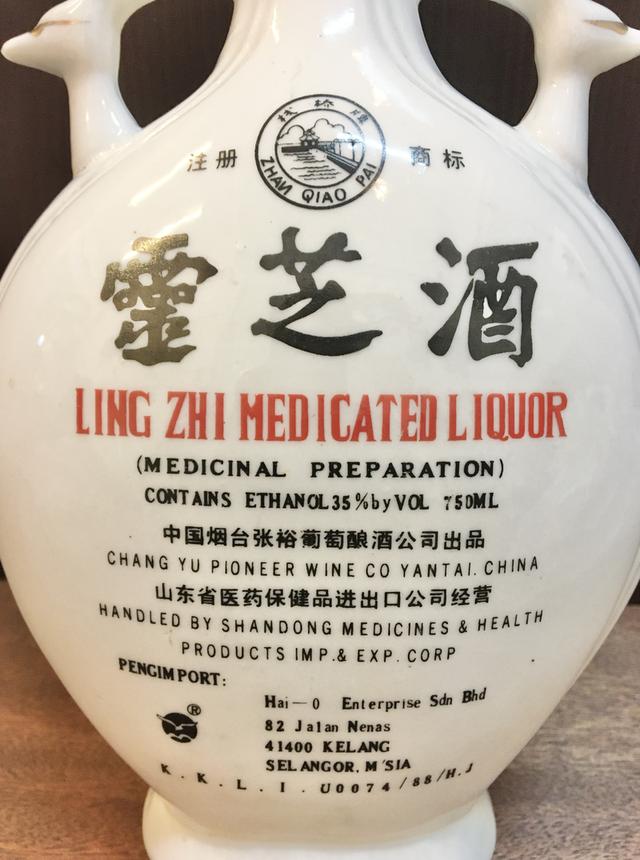 栈桥牌
注册 商标
ZHAN QIAO PAI
靈芝酒
LING ZHI MEDICATED LIQUOR
(MEDICINAL PREPARATION)
CONTAINS ETHANOL 35%by VOL 750ML
中国烟台张裕葡萄酿酒公司出品
CHANG YU PIONEER WINE CO YANTAI. CHINA
山东省医药保健品进出口公司经营
HANDLED BY SHANDONG MEDICINES & HEALTH
PRODUCTS IMP.& EXP. CORP
PENGIMPORT:
®
Hai-O Enterprise Sdn Bhd
82 Jalan Nenas
41400 KELANG
SELANGOR, M'SIA
K.K.L.I. U0074/88/H.J